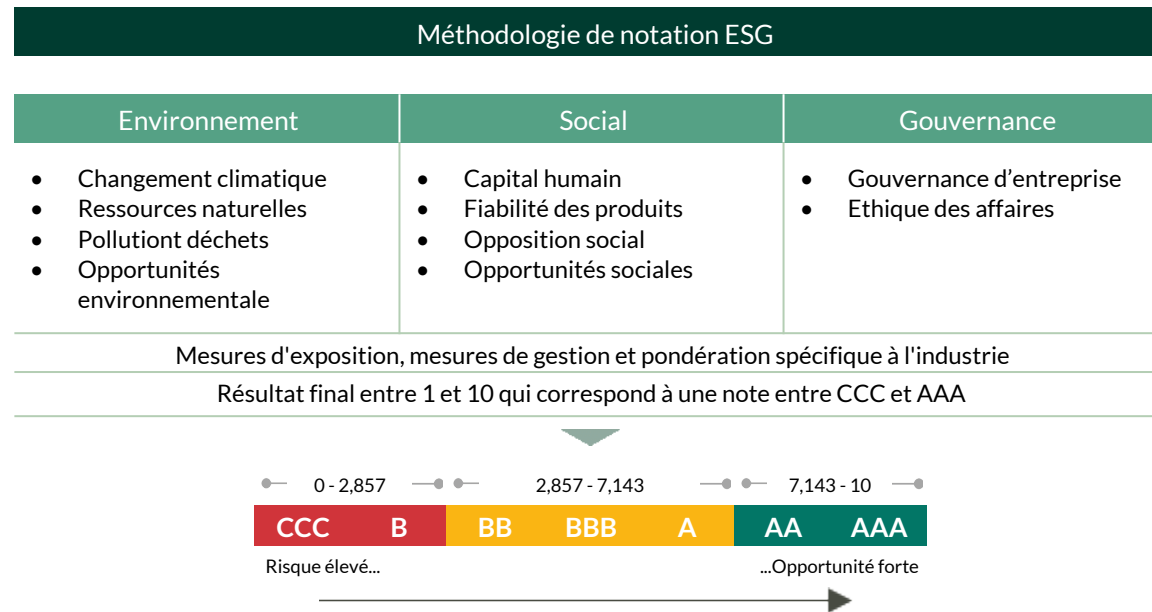 Méthodologie de notation ESG
Environnement
Social
Gouvernance
• Changement climatique
• Ressources naturelles
• Pollutiont déchets
• Opportunités
environnementale
• Capital humain
• Fiabilité des produits
• Opposition social
• Opportunités sociales
• Gouvernance d’entreprise
• Ethique des affaires
Mesures d'exposition, mesures de gestion et pondération spécifique à l'industrie
Résultat final entre 1 et 10 qui correspond à une note entre CCC et AAA
0 - 2,857
2,857 - 7,143
7,143 - 10
CCC B BB BBB A AA AAA
Risque élevé...
...Opportunité forte